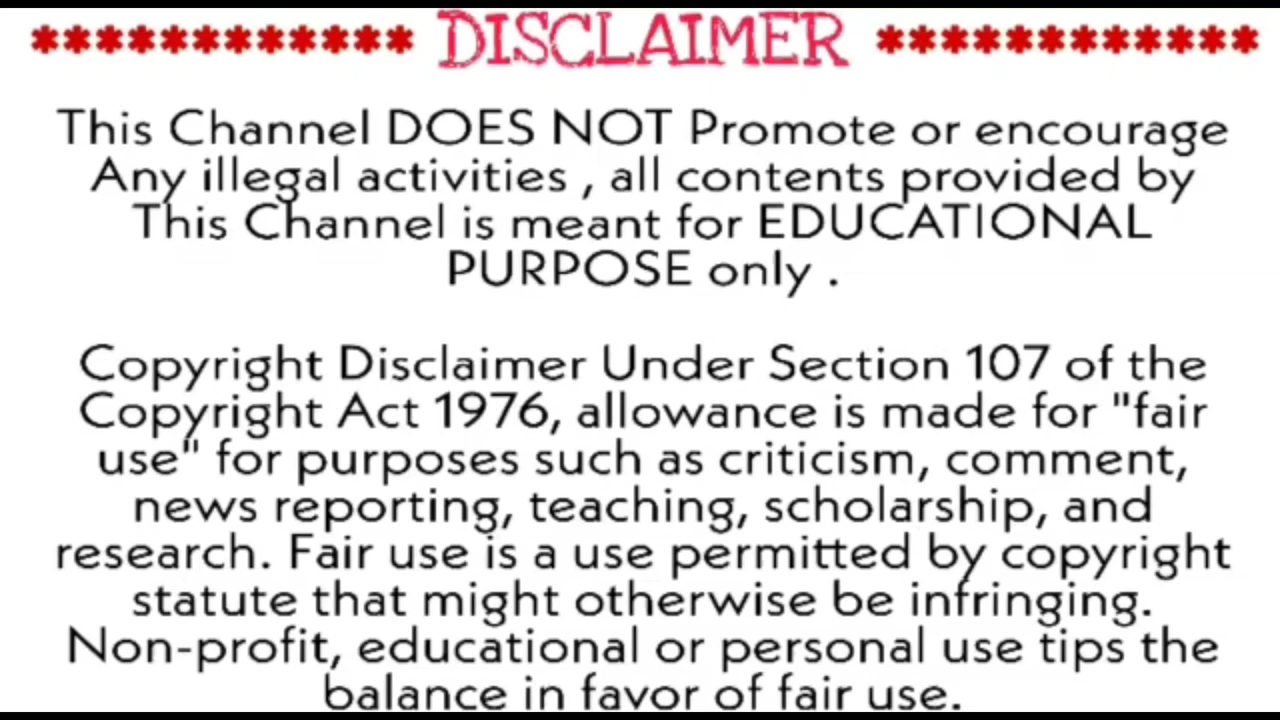 ************ DISCLAIMER ************
This Channel DOES NOT Promote or encourage
Any illegal activities , all contents provided by
This Channel is meant for EDUCATIONAL
PURPOSE only .
Copyright Disclaimer Under Section 107 of the
Copyright Act 1976, allowance is made for "fair
use" for purposes such as criticism, comment,
news reporting, teaching, scholarship, and
research. Fair use is a use permitted by copyright
statute that might otherwise be infringing.
Non-profit, educational or personal use tips the
balance in favor of fair use.